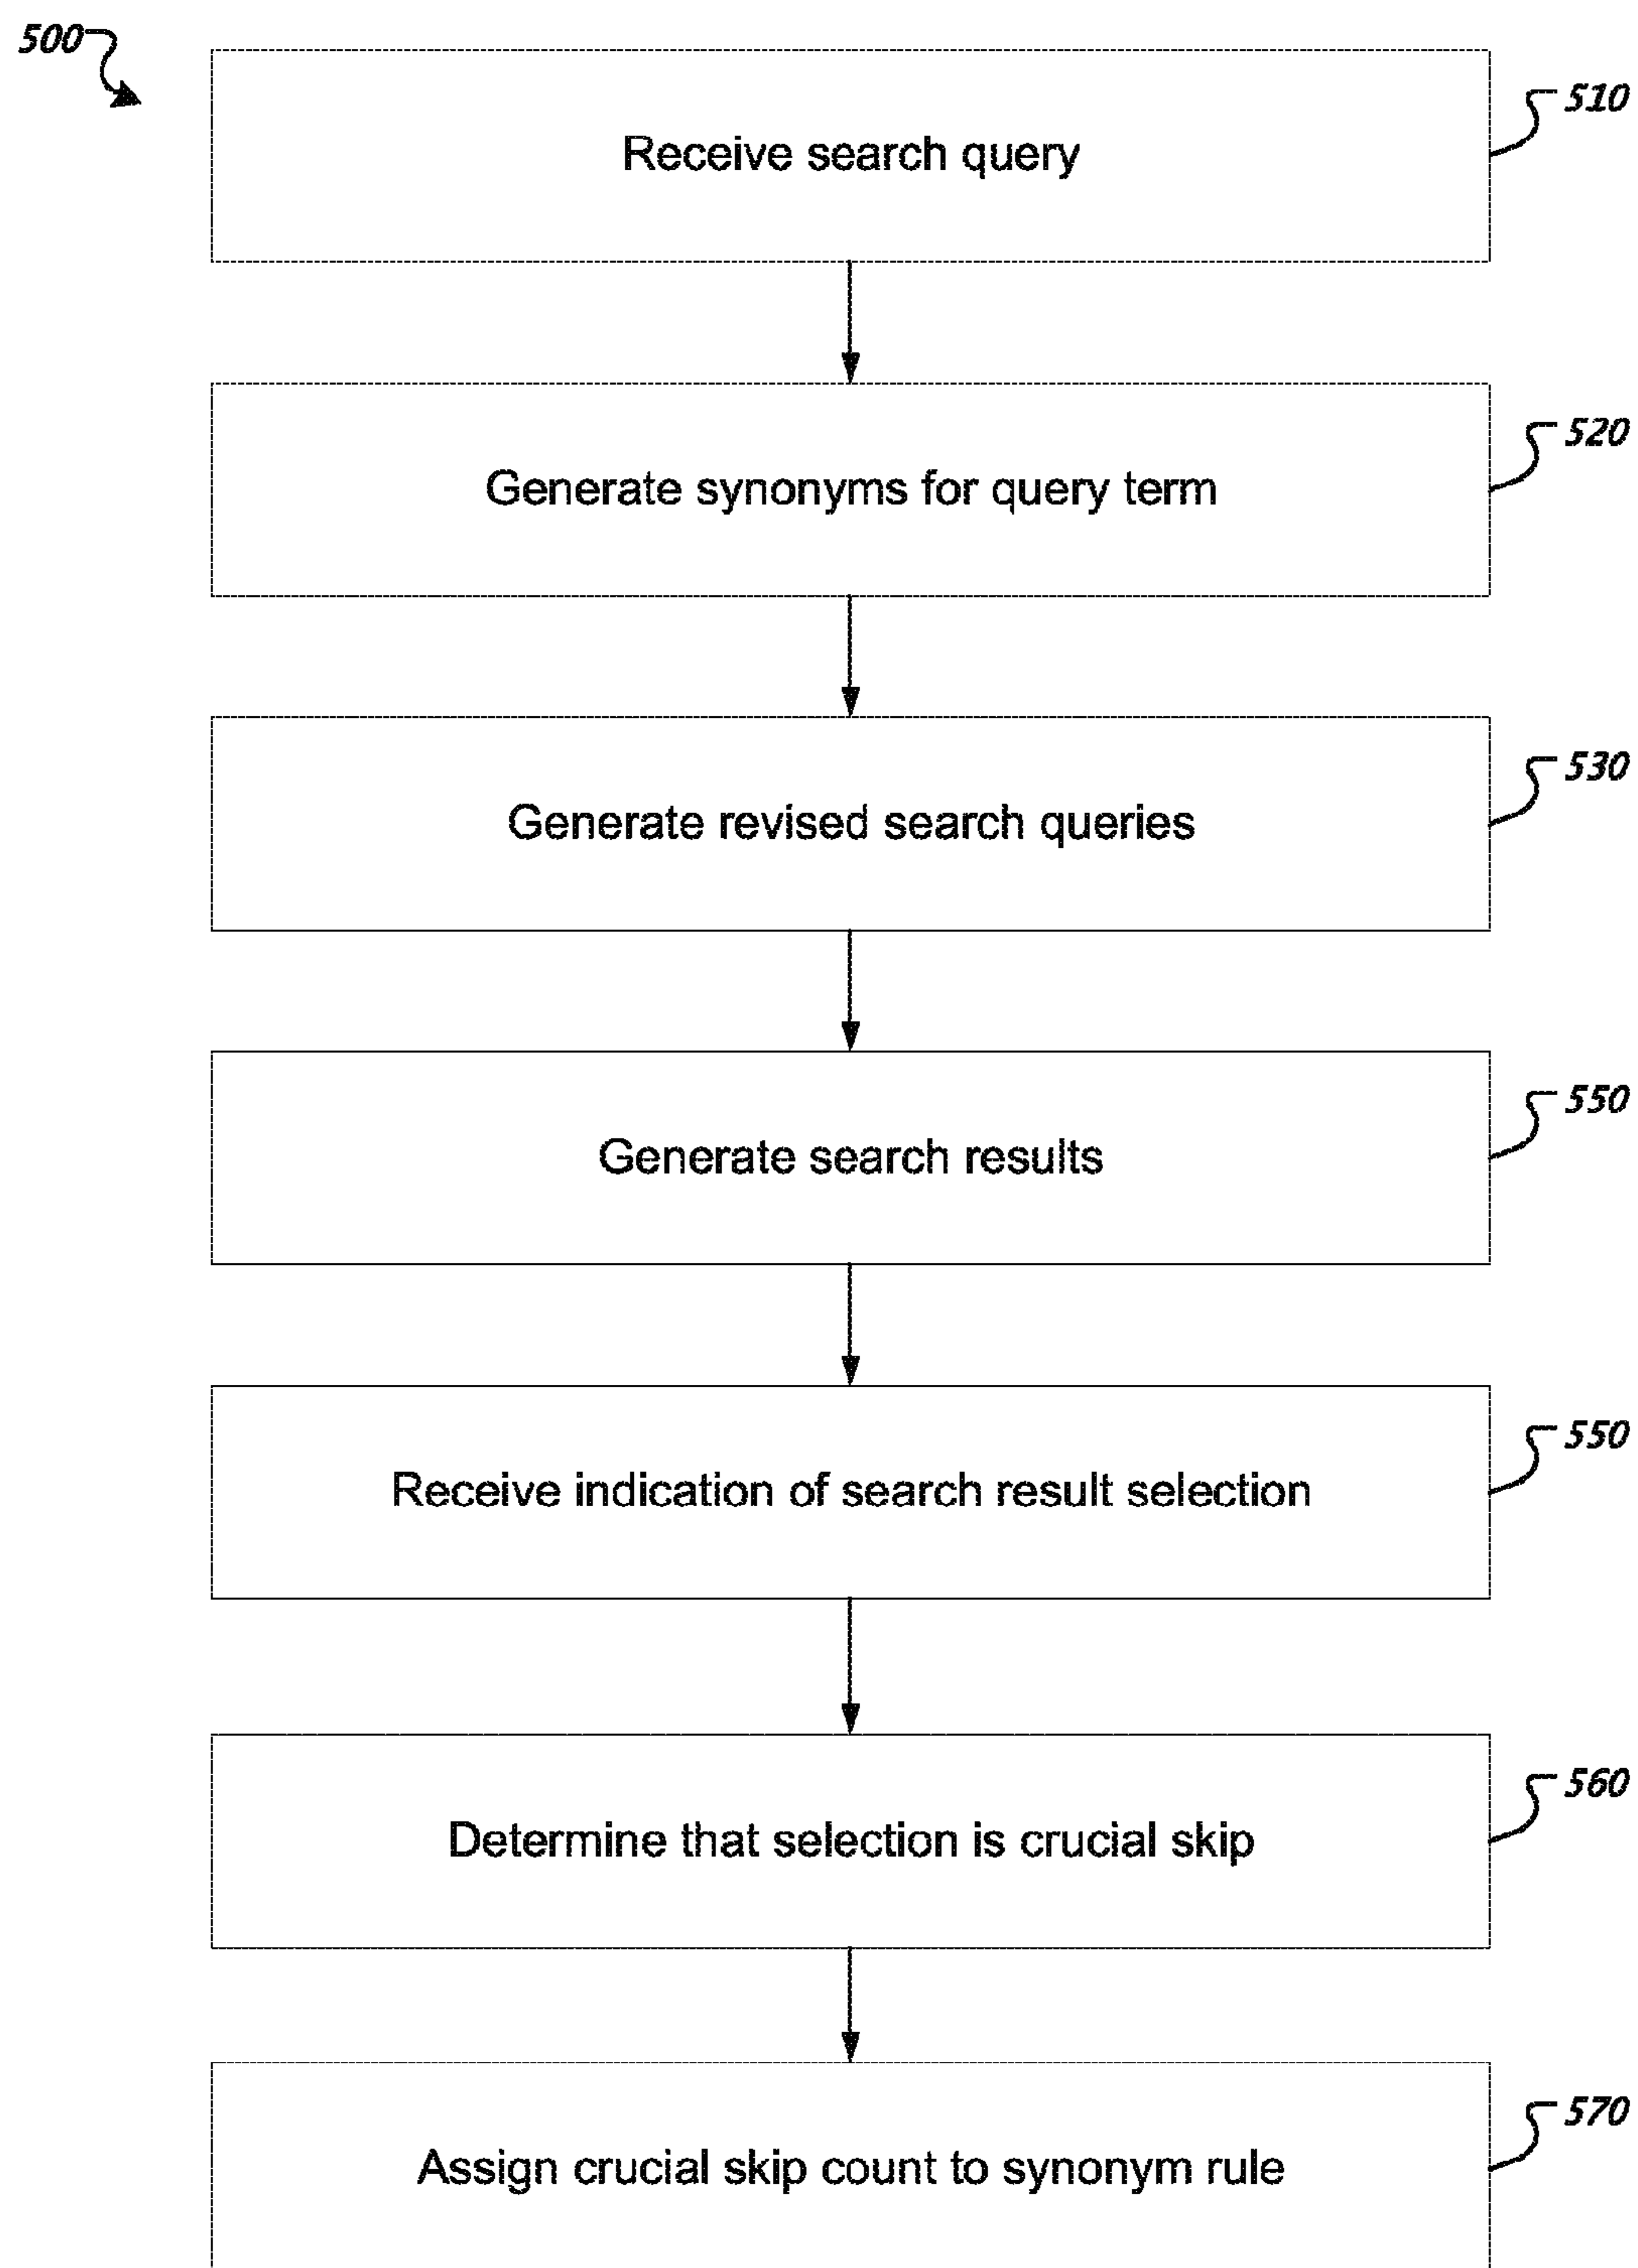 500
Receive search query
510
Generate synonyms for query term
520
Generate revised search queries
530
Generate search results
550
Receive indication of search result selection
550
Determine that selection is crucial skip
560
Assign crucial skip count to synonym rule
570